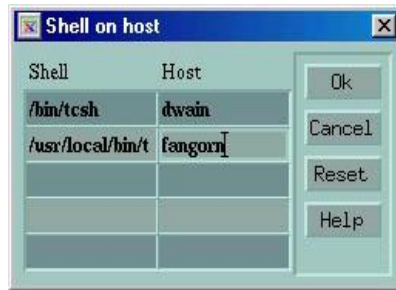 Shell on host
Shell Host
/bin/tcsh dwain
/usr/local/bin/t fangorn
Ok
Cancel
Reset
Help